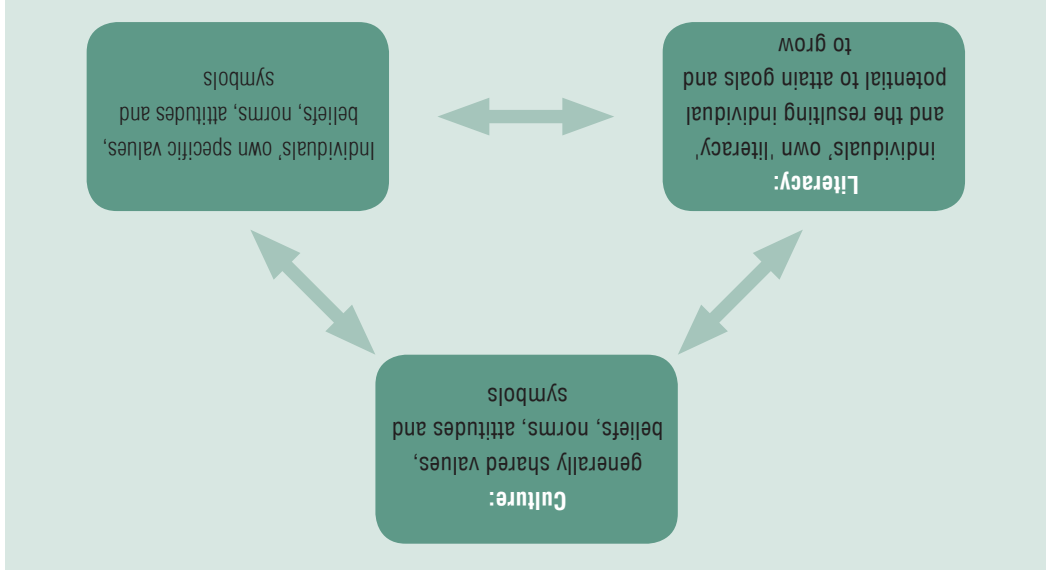 Culture:
generally shared values,
beliefs, norms, attitudes and
symbols
Literacy:
individuals' own 'literacy'
and the resulting individual
potential to attain goals and
to grow
Individuals' own specific values,
beliefs, norms, attitudes and
symbols